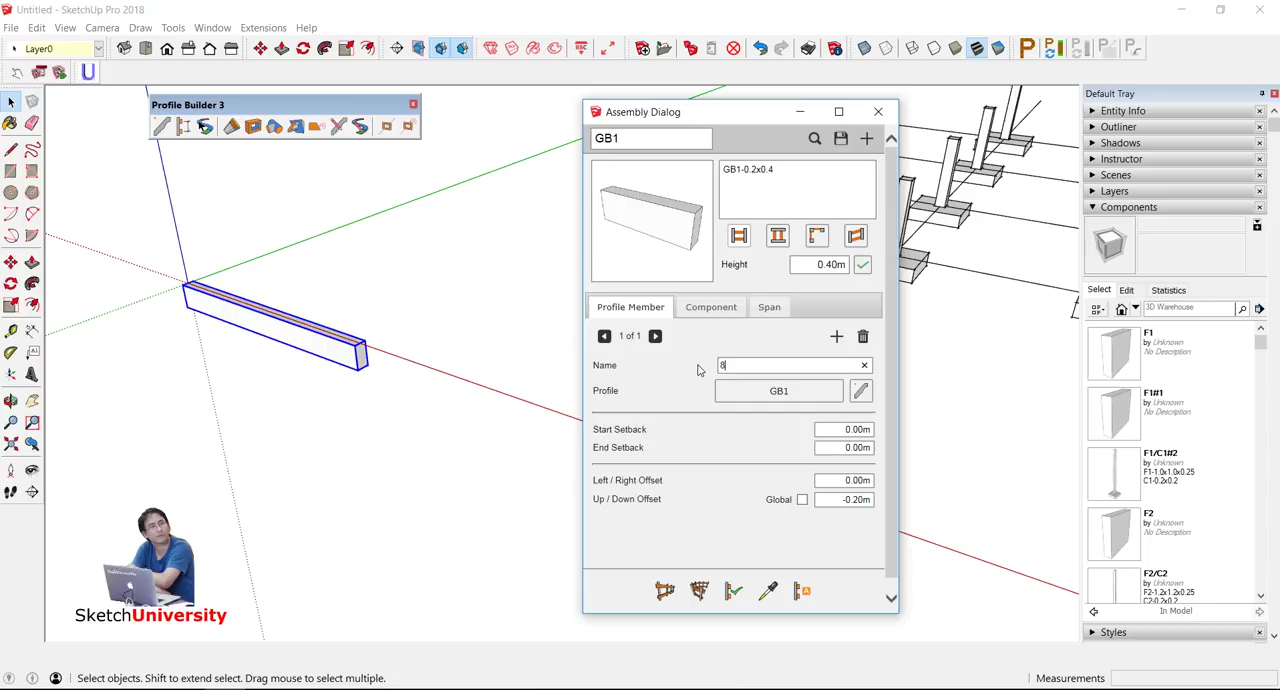 Untitled - SketchUp Pro 2018
File Edit View Camera Draw Tools Window Extensions Help
Layer0
Profile Builder 3
Assembly Dialog
GB1
GB1-0.2x0.4
Height 0.40m
Profile Member Component Span
1 of 1
Name 8
Profile GB1
Start Setback 0.00m
End Setback 0.00m
Left / Right Offset 0.00m
Up / Down Offset Global -0.20m
Default Tray
Entity Info
Outliner
Shadows
Instructor
Scenes
Layers
Components
Select Edit Statistics
3D Warehouse
F1
by Unknown
No Description
F1#1
by Unknown
No Description
F1/C1#2
by Unknown
F1-1.0x1.0x0.25
C1-0.2x0.2
F2
by Unknown
No Description
F2/C2
by Unknown
F2-1.2x1.2x0.25
In Model
Styles
SketchUniversity
Select objects. Shift to extend select. Drag mouse to select multiple.
Measurements